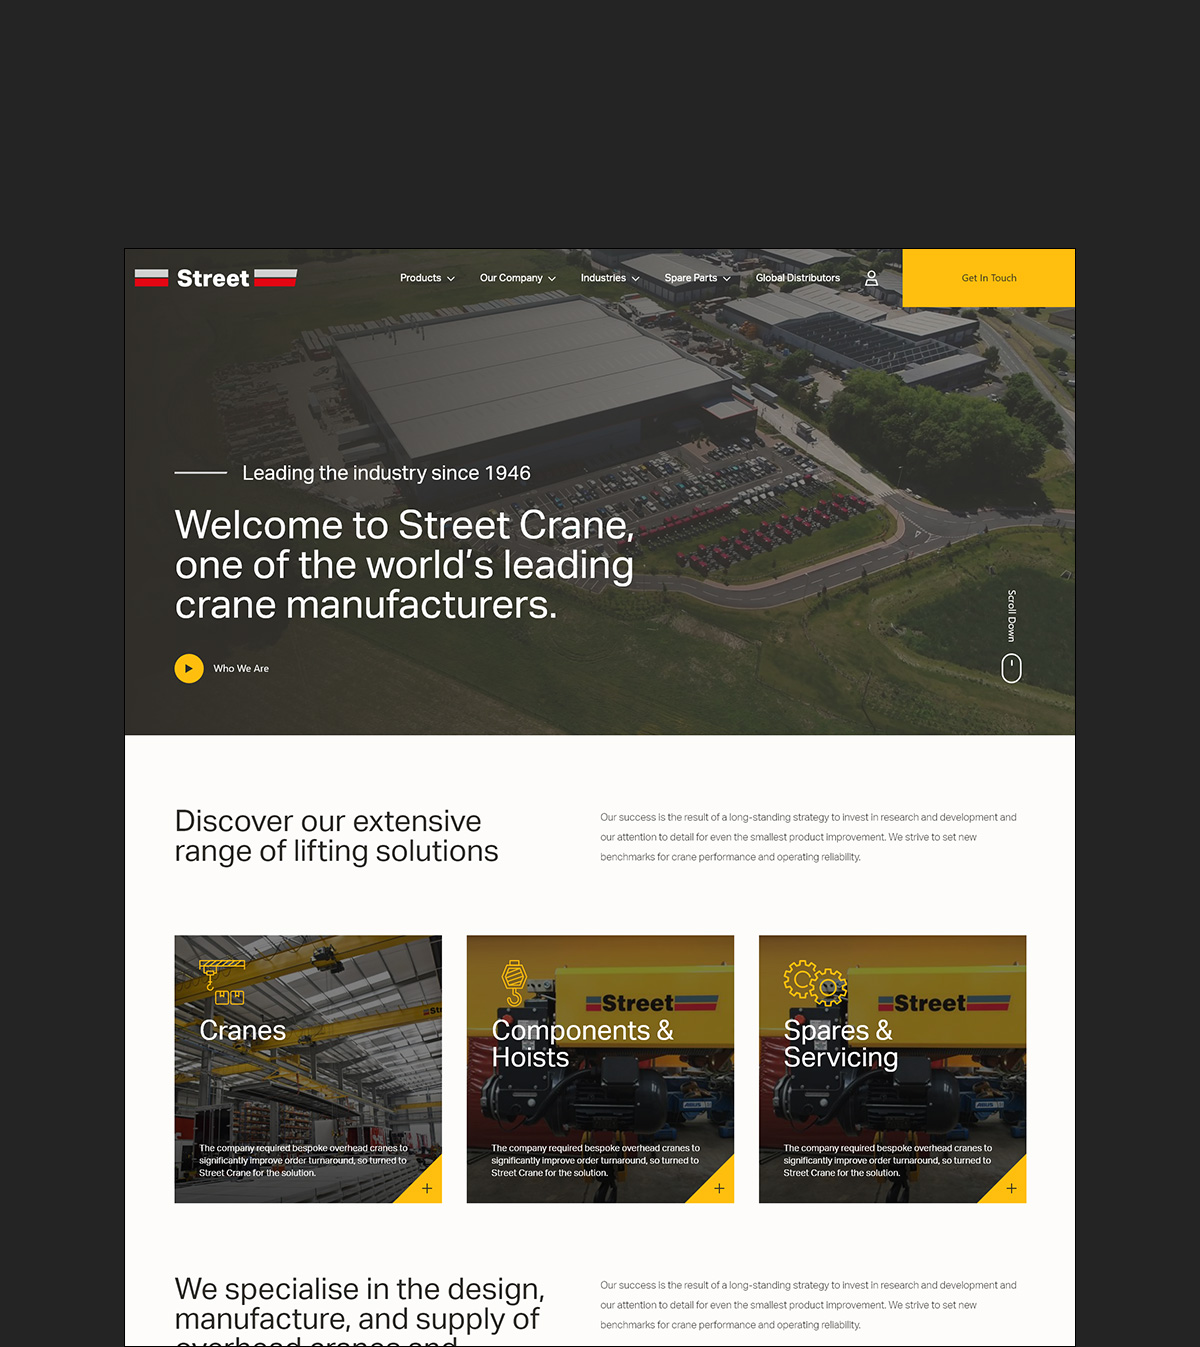 Street
Products
Our Company
Industries
Spare Parts
Global Distributors
Get In Touch
Leading the industry since 1946
Welcome to Street Crane,
one of the world’s leading
crane manufacturers.
Scroll Down
Who We Are
Discover our extensive
range of lifting solutions
Our success is the result of a long-standing strategy to invest in research and development and
our attention to detail for even the smallest product improvement. We strive to set new
benchmarks for crane performance and operating reliability.
Cranes
The company required bespoke overhead cranes to
significantly improve order turnaround, so turned to
Street Crane for the solution.
Street
Components &
Hoists
The company required bespoke overhead cranes to
significantly improve order turnaround, so turned to
Street Crane for the solution.
Street
Spares &
Servicing
The company required bespoke overhead cranes to
significantly improve order turnaround, so turned to
Street Crane for the solution.
We specialise in the design,
manufacture, and supply of
overhead cranes and
Our success is the result of a long-standing strategy to invest in research and development and
our attention to detail for even the smallest product improvement. We strive to set new
benchmarks for crane performance and operating reliability.